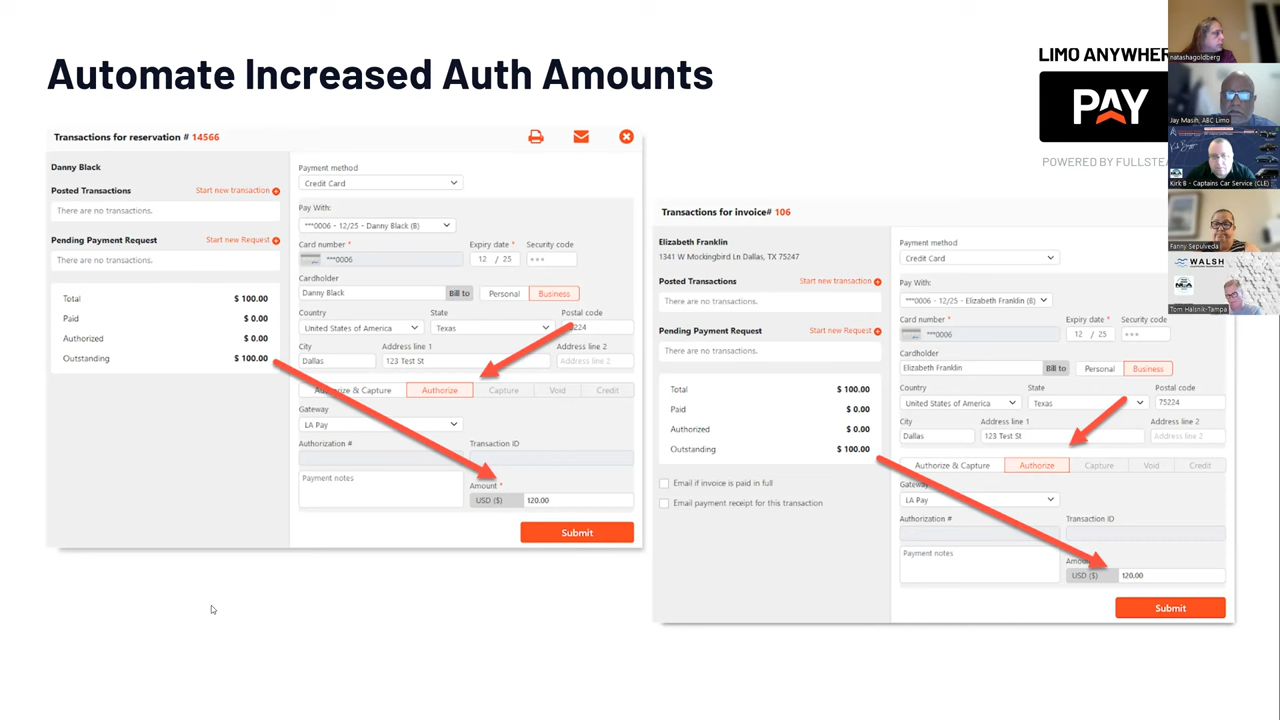 Automate Increased Auth Amounts
LIMO ANYWHERE
PAY
POWERED BY FULLSTEA
Transactions for reservation # 14566
Danny Black
Posted Transactions
Start new transaction
There are no transactions.
Pending Payment Request
Start new Request
There are no transactions.
Total $ 100.00
Paid $ 0.00
Authorized $ 0.00
Outstanding $ 100.00
Payment method
Credit Card
Pay With:
***0006 - 12/25 - Danny Black (B)
Card number * Expiry date * Security code
***0006 12 / 25 ***
Cardholder
Danny Black Bill to Personal Business
Country State Postal code
United States of America Texas 224
City Address line 1 Address line 2
Dallas 123 Test St Address line 2
Authorize & Capture Authorize Capture Void Credit
Gateway
LA Pay
Authorization # Transaction ID
Payment notes
Amount *
USD ($) 120.00
Submit
Transactions for invoice# 106
Elizabeth Franklin
1341 W Mockingbird Ln Dallas, TX 75247
Posted Transactions
Start new transaction
There are no transactions.
Pending Payment Request
Start new Request
There are no transactions.
Total $ 100.00
Paid $ 0.00
Authorized $ 0.00
Outstanding $ 100.00
Email if invoice is paid in full
Email payment receipt for this transaction
Payment method
Credit Card
Pay With:
***0006 - 12/25 - Elizabeth Franklin (B)
Card number * Expiry date * Security code
***0006 12 / 25 ***
Cardholder
Elizabeth Franklin Bill to Personal Business
Country State Postal code
United States of America Texas 75224
City Address line 1 Address line 2
Dallas 123 Test St Address line 2
Authorize & Capture Authorize Capture Void Credit
Gateway
LA Pay
Authorization # Transaction ID
Payment notes
Amoun
USD ($) 120.00
Submit
natashagoldberg
Jay Masih, ABC Limo
Kirk B - Captains Car Service (CLE)
Fanny Sepulveda
WALSH
Tom Halsnik-Tampa